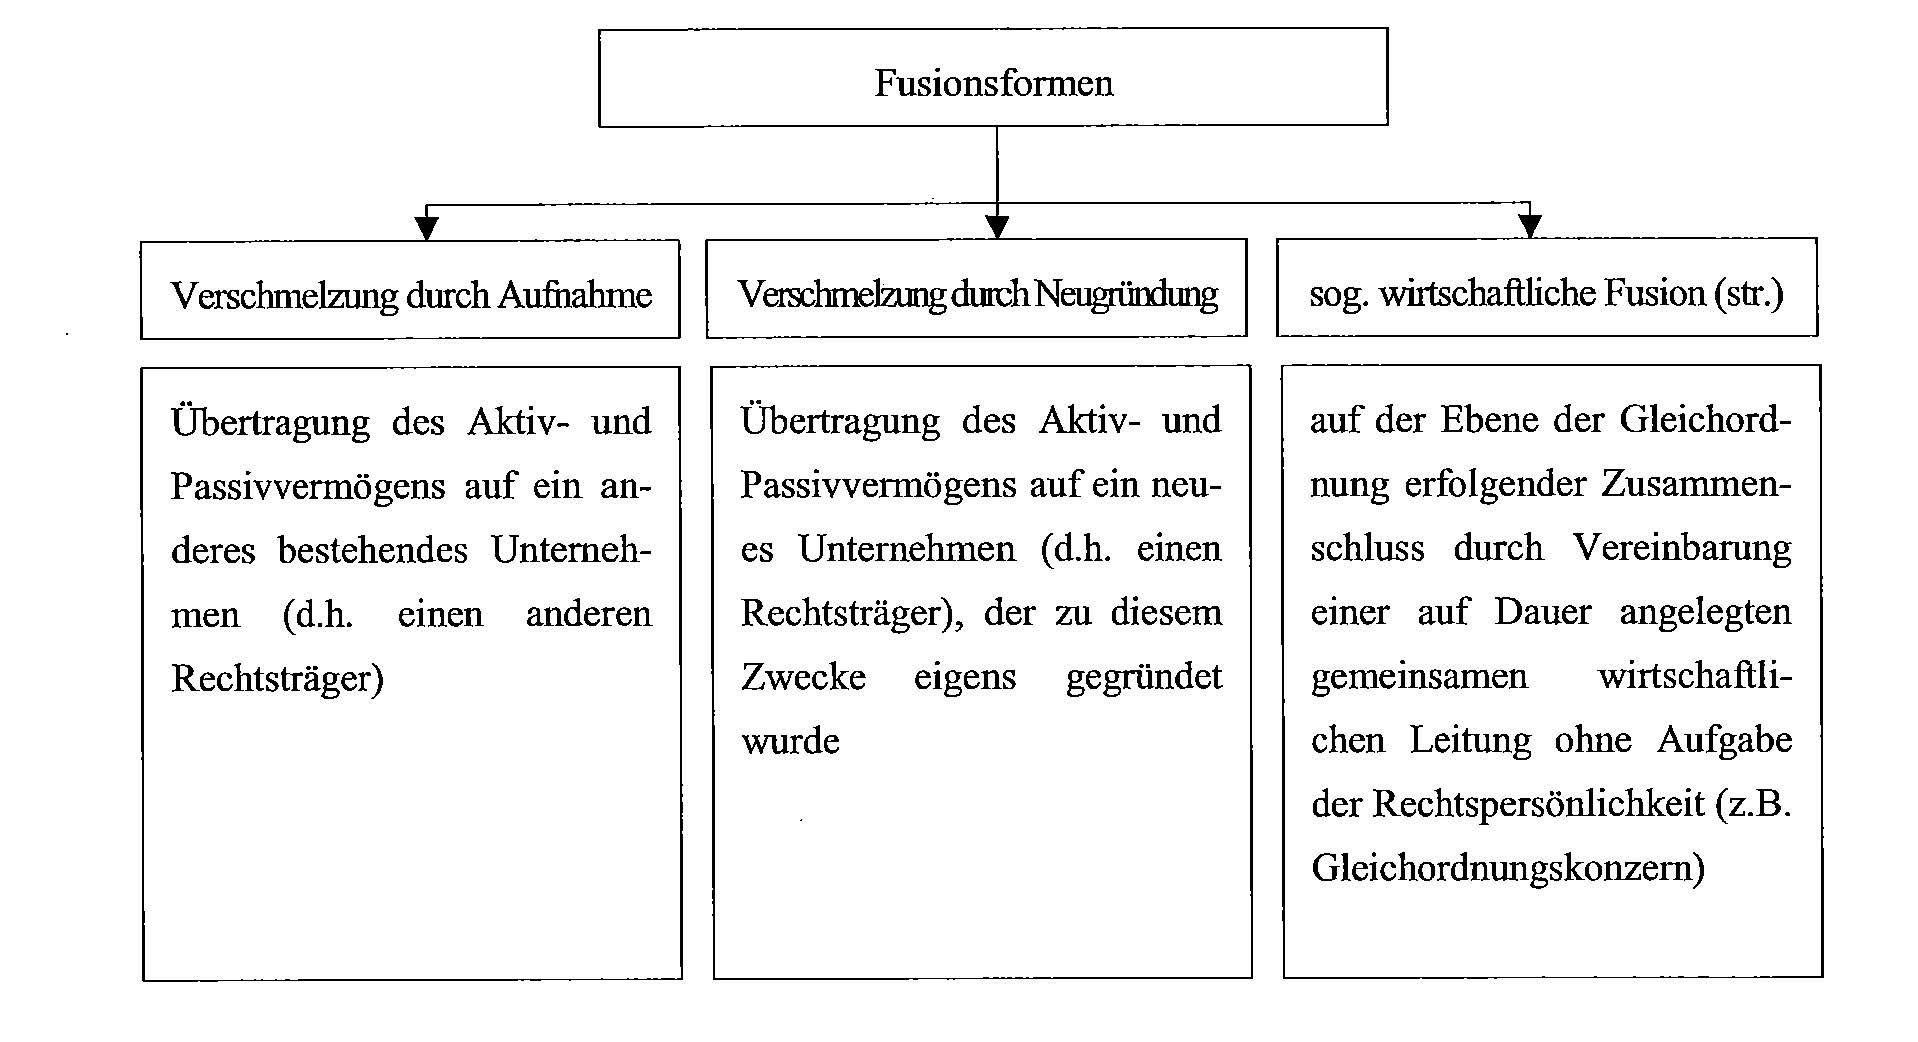 Fusionsformen
Verschmelzung durch Aufnahme
Übertragung des Aktiv- und
Passivvermögens auf ein an-
deres bestehendes Unterneh-
men (d.h. einen anderen
Rechtsträger)
Verschmelzung durch Neugründung
Übertragung des Aktiv- und
Passivvermögens auf ein neu-
es Unternehmen (d.h. einen
Rechtsträger), der zu diesem
Zwecke eigens gegründet
wurde
sog. wirtschaftliche Fusion (str.)
auf der Ebene der Gleichord-
nung erfolgender Zusammen-
schluss durch Vereinbarung
einer auf Dauer angelegten
gemeinsamen wirtschaftli-
chen Leitung ohne Aufgabe
der Rechtspersönlichkeit (z.B.
Gleichordnungskonzern)